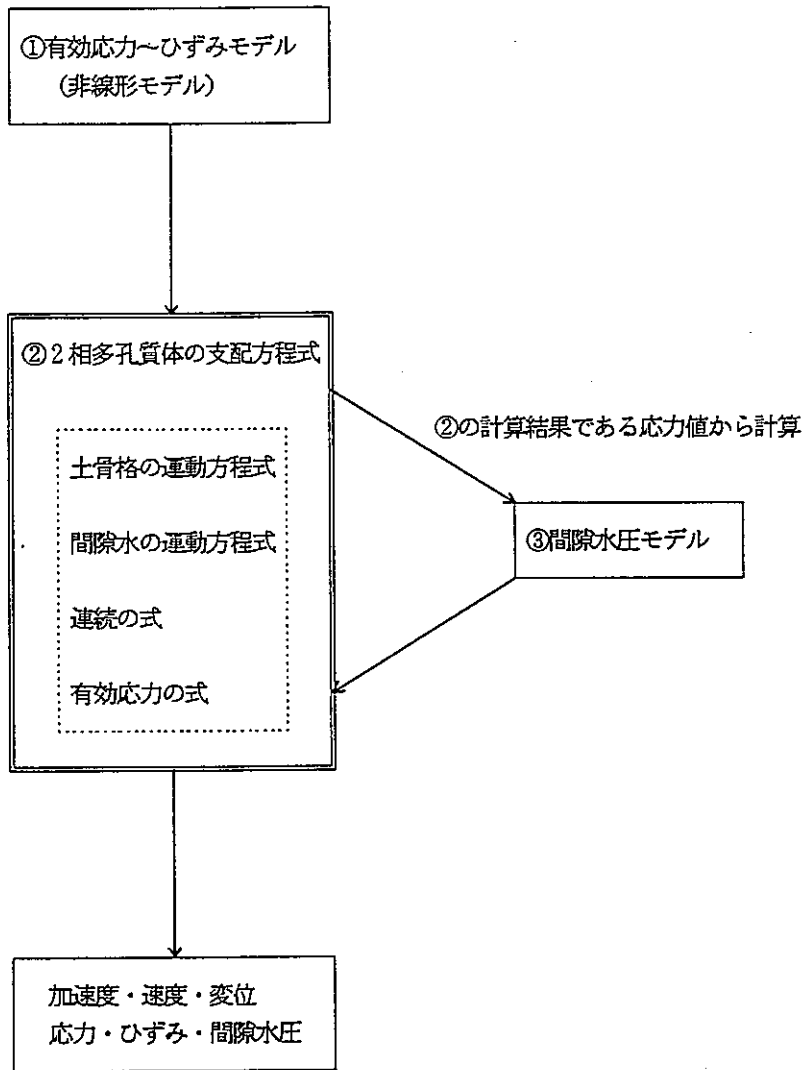 ①有効応力～ひずみモデル
(非線形モデル)
②2相多孔質体の支配方程式
土骨格の運動方程式
間隙水の運動方程式
連続の式
有効応力の式
②の計算結果である応力値から計算
③間隙水圧モデル
加速度・速度・変位
応力・ひずみ・間隙水圧